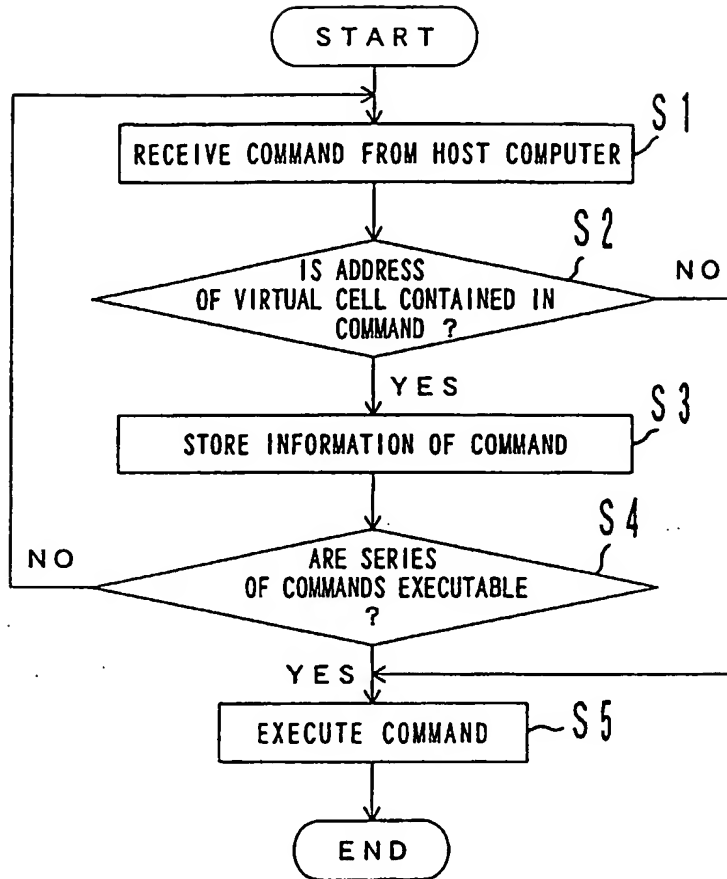 START
S1
RECEIVE COMMAND FROM HOST COMPUTER
S2
IS ADDRESS
OF VIRTUAL CELL CONTAINED IN
COMMAND ?
NO
YES
S3
STORE INFORMATION OF COMMAND
S4
ARE SERIES
OF COMMANDS EXECUTABLE
?
NO
YES
S5
EXECUTE COMMAND
END